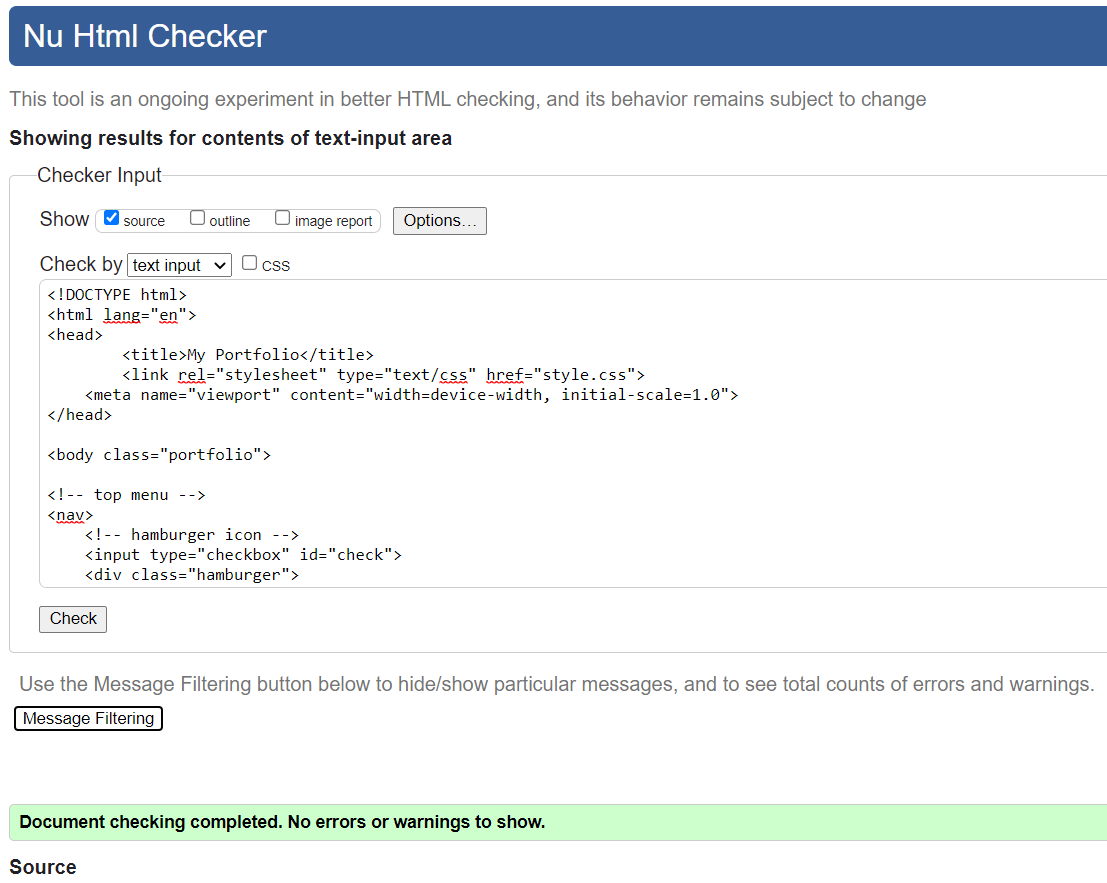 Nu Html Checker
This tool is an ongoing experiment in better HTML checking, and its behavior remains subject to change
Showing results for contents of text-input area
Checker Input
Show source outline image report Options...
Check by text input CSS
<!DOCTYPE html>
<html lang="en">
<head>
        <title>My Portfolio</title>
        <link rel="stylesheet" type="text/css" href="style.css">
    <meta name="viewport" content="width=device-width, initial-scale=1.0">
</head>
<body class="portfolio">
<!-- top menu -->
<nav>
    <!-- hamburger icon -->
    <input type="checkbox" id="check">
    <div class="hamburger">
Check
Use the Message Filtering button below to hide/show particular messages, and to see total counts of errors and warnings.
Message Filtering
Document checking completed. No errors or warnings to show.
Source